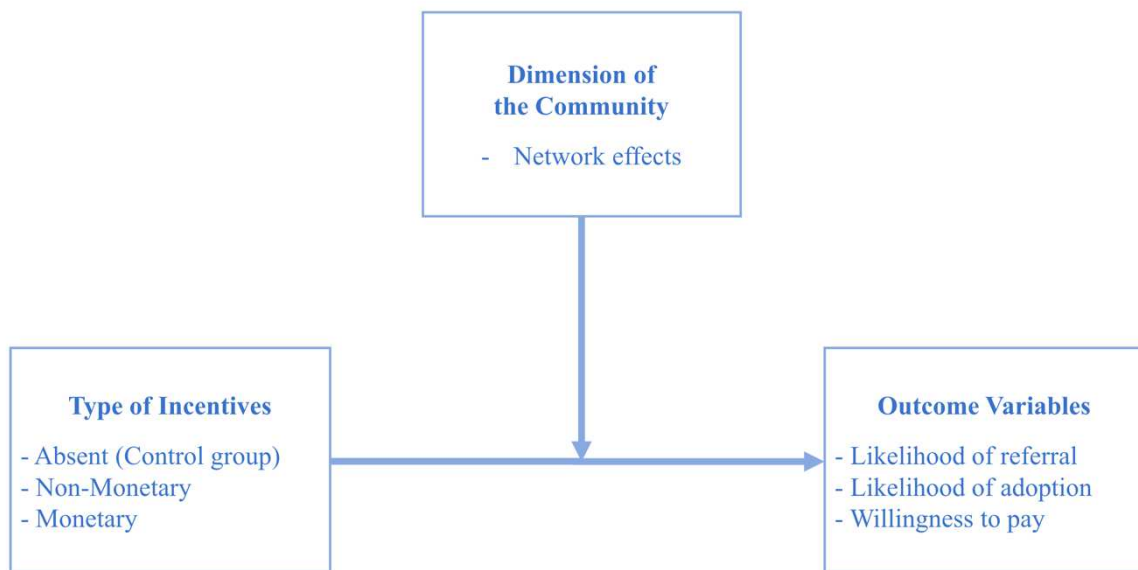 Dimension of
the Community
- Network effects
Type of Incentives
- Absent (Control group)
- Non-Monetary
- Monetary
Outcome Variables
- Likelihood of referral
- Likelihood of adoption
- Willingness to pay